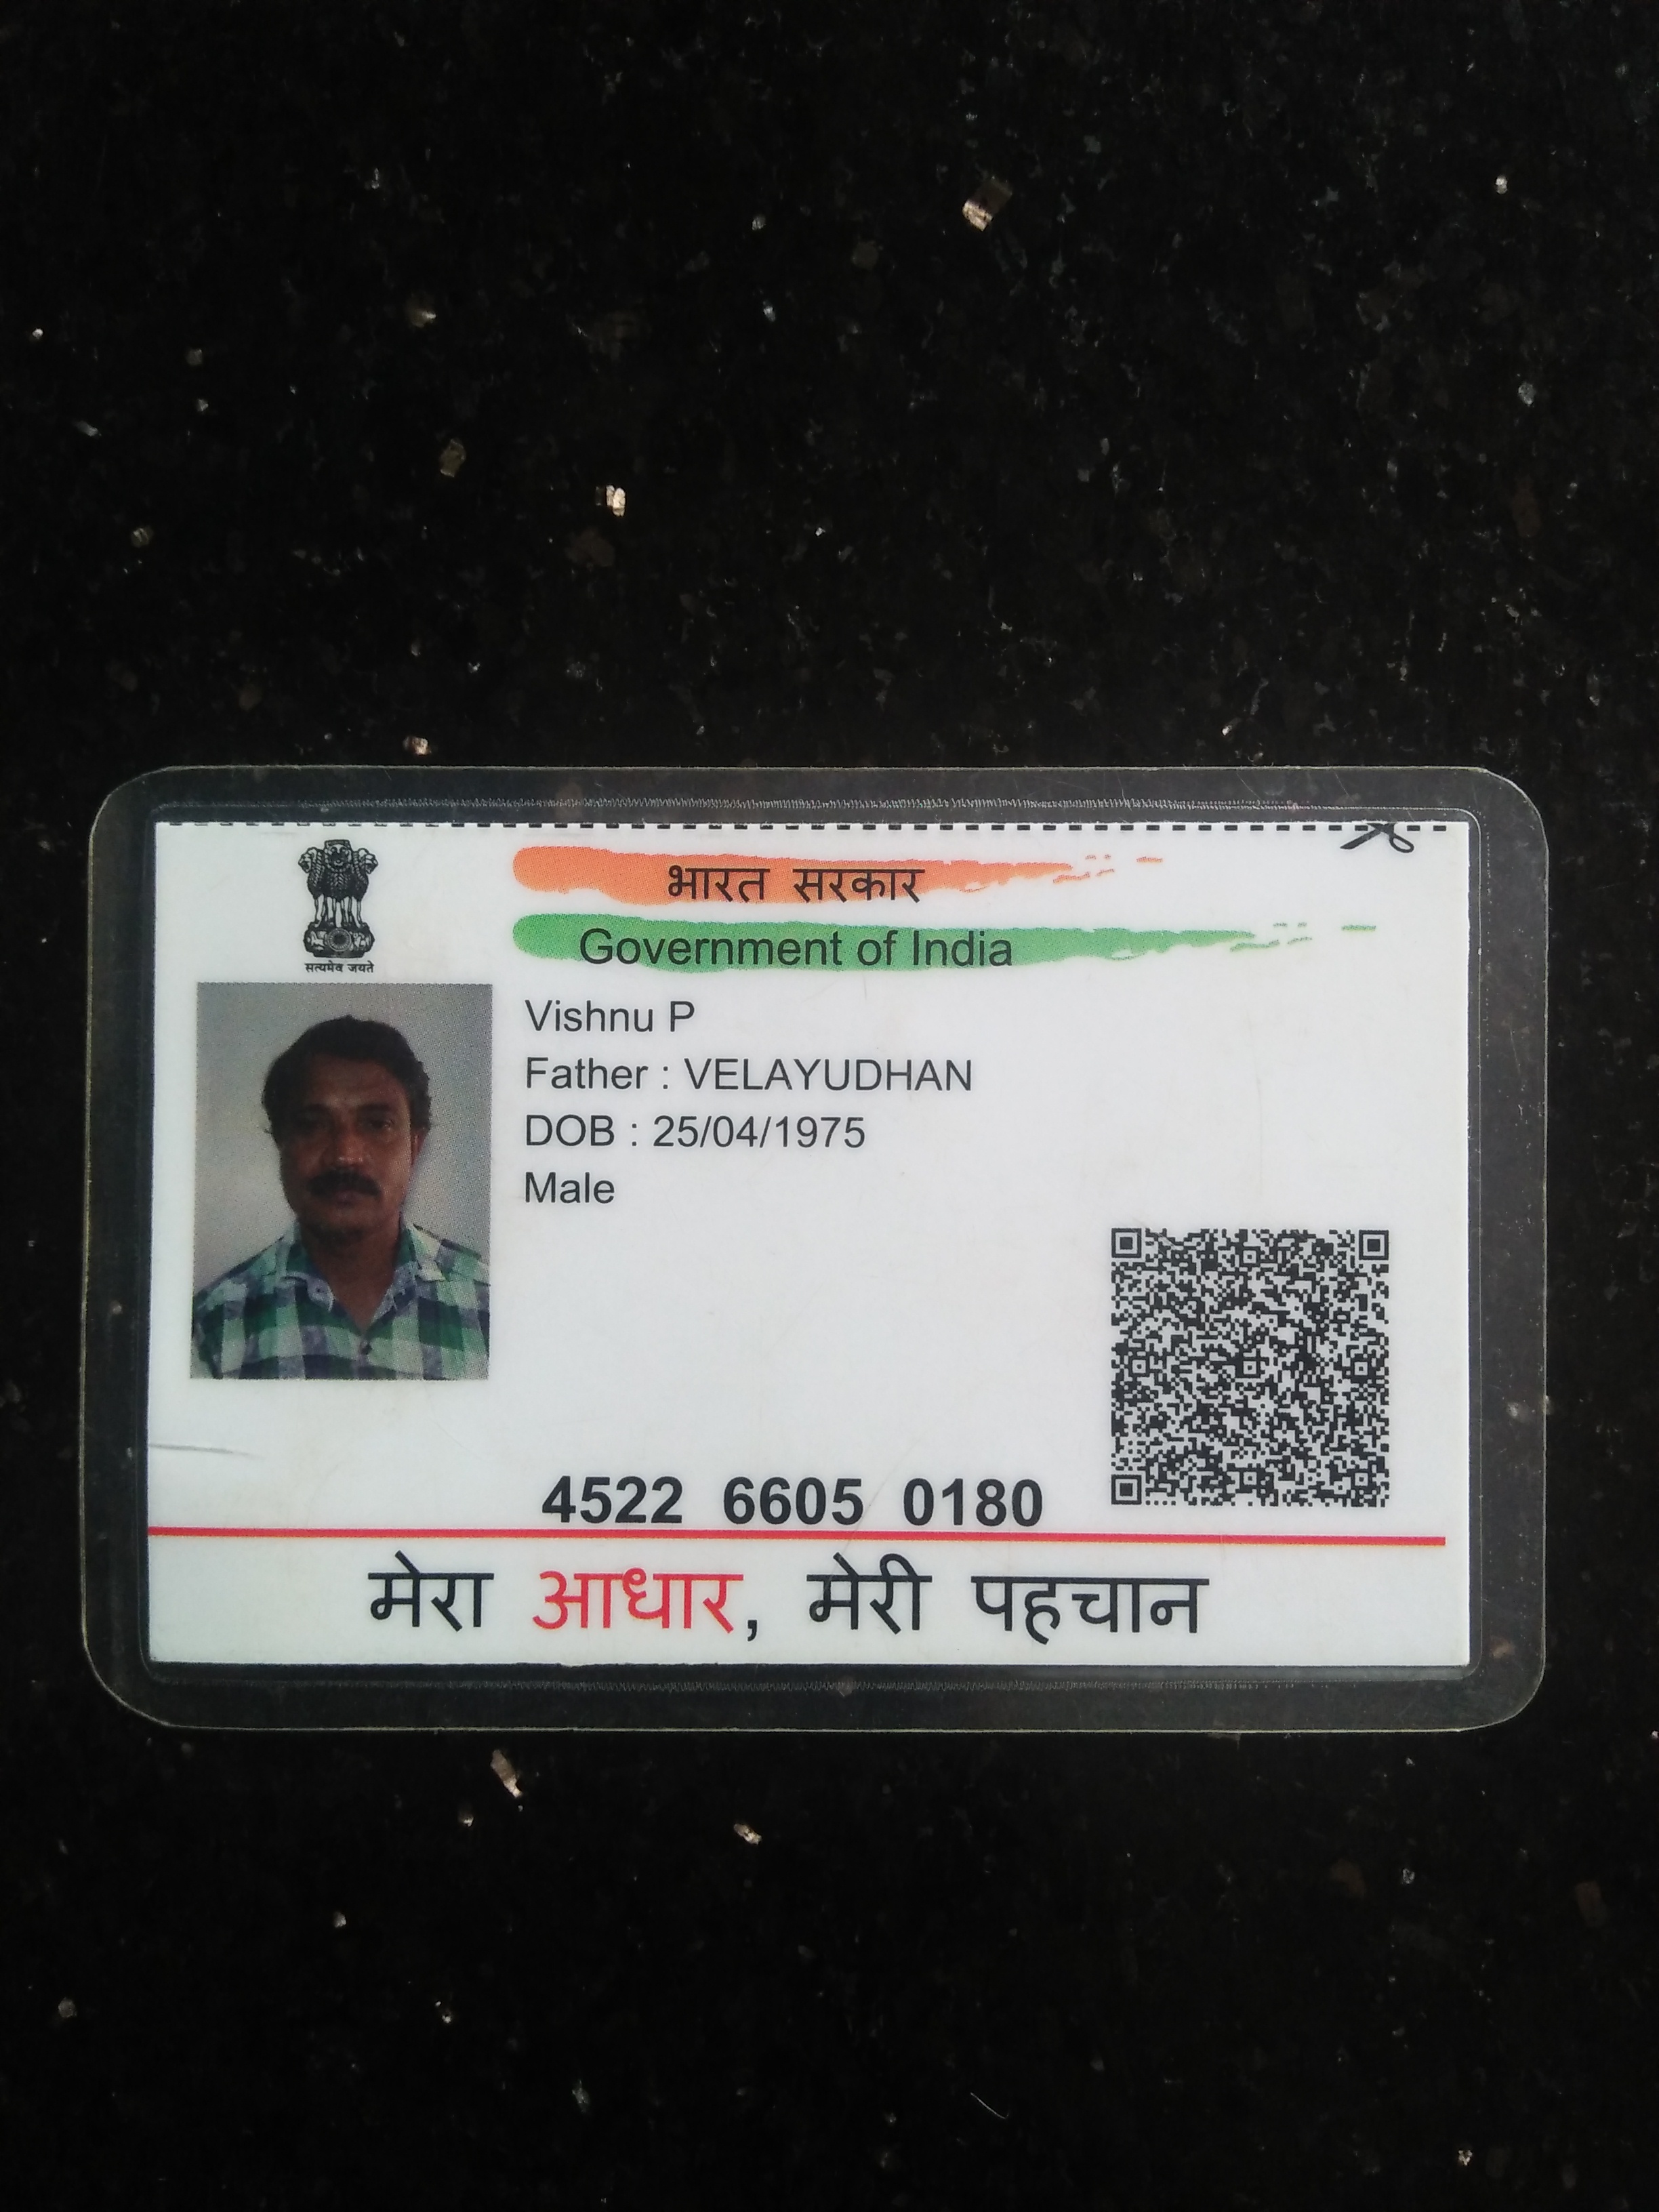 भारत सरकार
Government of India
सत्यमेव जयते
Vishnu P
Father : VELAYUDHAN
DOB : 25/04/1975
Male
4522 6605 0180
मेरा आधार, मेरी पहचान